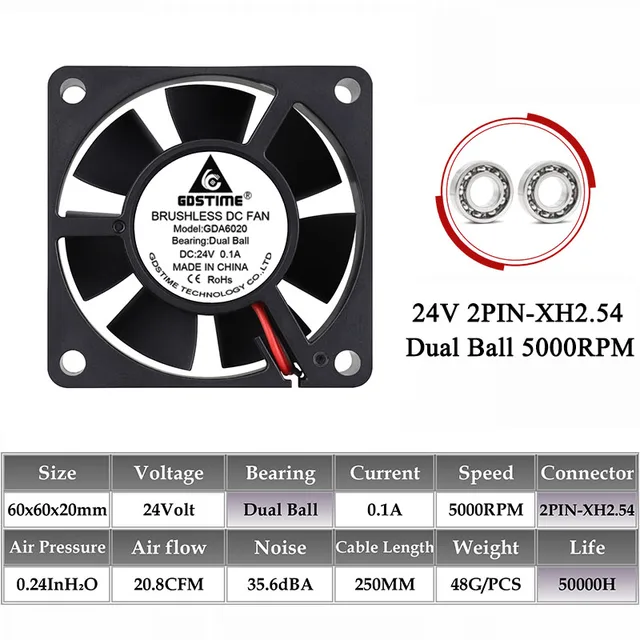 GDSTIME®
BRUSHLESS DC FAN
Model:GDA6020
Bearing:Dual Ball
DC:24V 0.1A
MADE IN CHINA
CE RoHs
GDSTIME TECHNOLOGY CO.,LTD
24V 2PIN-XH2.54
Dual Ball 5000RPM
Size Voltage Bearing Current Speed Connector
60x60x20mm 24Volt Dual Ball 0.1A 5000RPM 2PIN-XH2.54
Air Pressure Air flow Noise Cable Length Weight Life
0.24InH₂O 20.8CFM 35.6dBA 250MM 48G/PCS 50000H